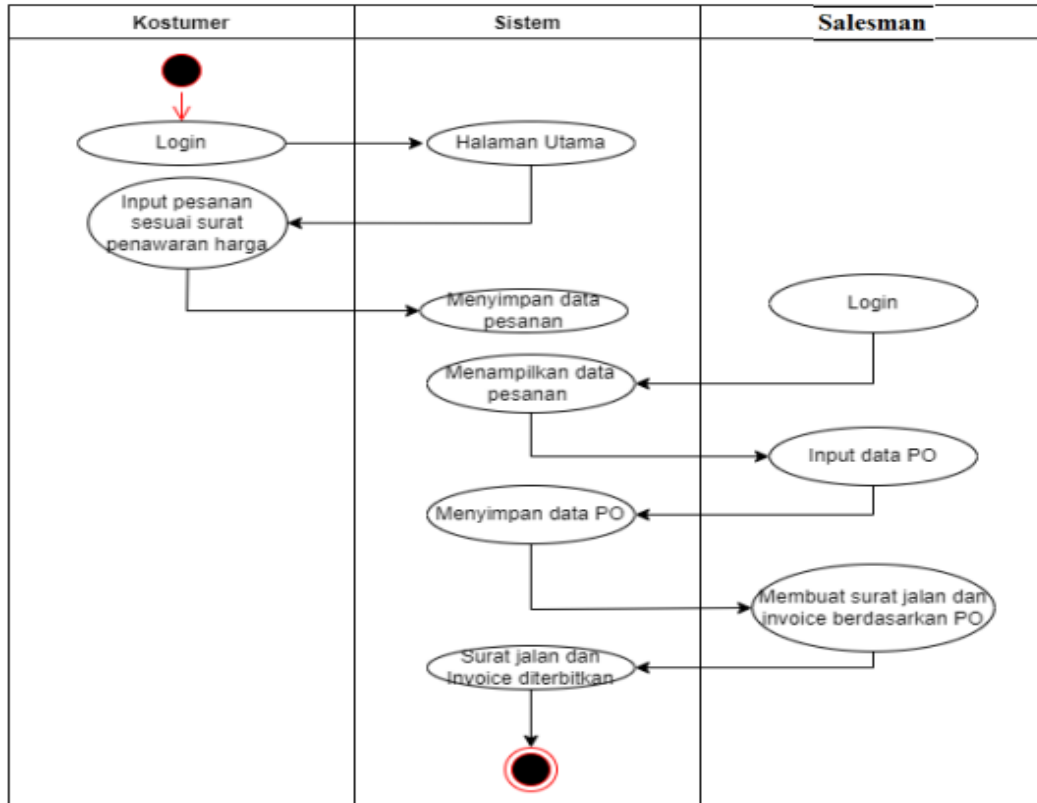 Kostumer
Sistem
Salesman
Login
Halaman Utama
Input pesanan
sesuai surat
penawaran harga
Menyimpan data
pesanan
Login
Menampilkan data
pesanan
Input data PO
Menyimpan data PO
Membuat surat jalan dan
invoice berdasarkan PO
Surat jalan dan
Invoice diterbitkan